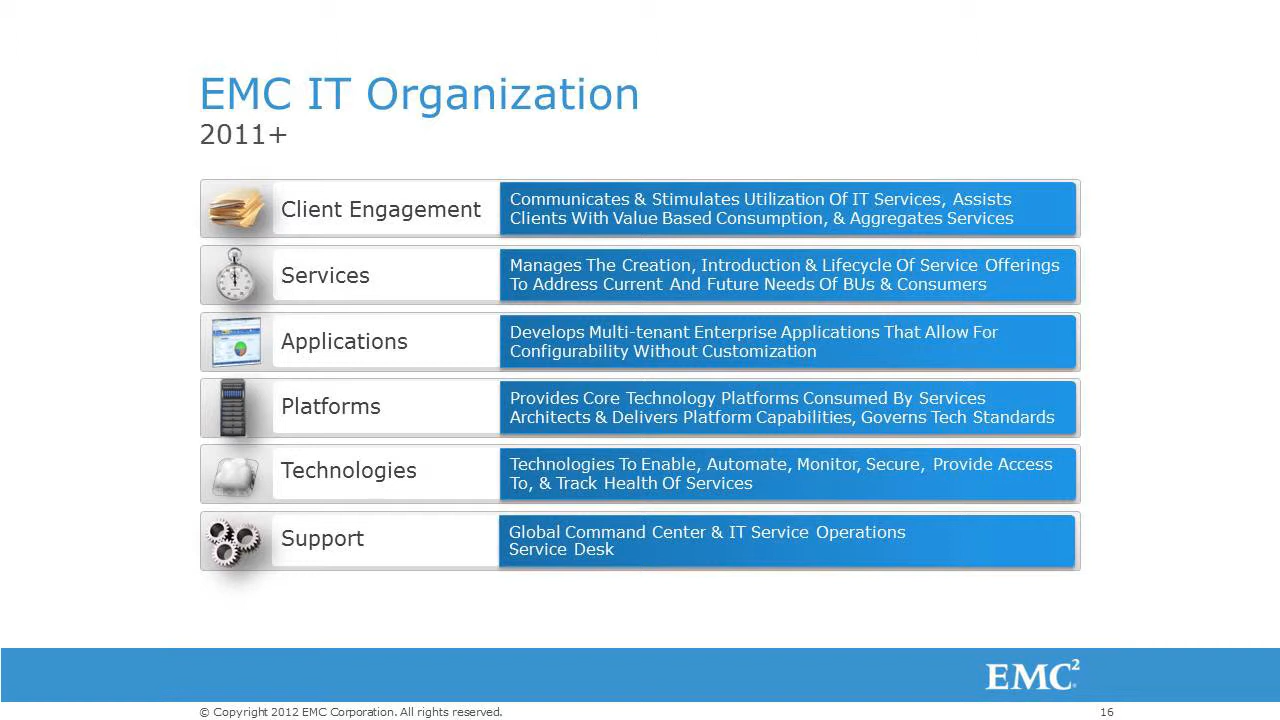 EMC IT Organization
2011+
Client Engagement
Communicates & Stimulates Utilization Of IT Services, Assists
Clients With Value Based Consumption, & Aggregates Services
Services
Manages The Creation, Introduction & Lifecycle Of Service Offerings
To Address Current And Future Needs Of BUs & Consumers
Applications
Develops Multi-tenant Enterprise Applications That Allow For
Configurability Without Customization
Platforms
Provides Core Technology Platforms Consumed By Services
Architects & Delivers Platform Capabilities, Governs Tech Standards
Technologies
Technologies To Enable, Automate, Monitor, Secure, Provide Access
To, & Track Health Of Services
Support
Global Command Center & IT Service Operations
Service Desk
EMC²
© Copyright 2012 EMC Corporation. All rights reserved.
16